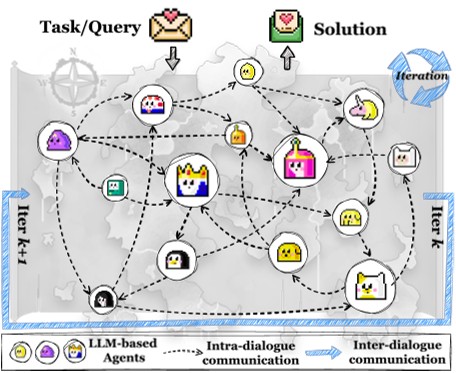 Task/Query
Solution
N
W
Iteration
Iter k+1
Iter k
LLM-based
Agents
Intra-dialogue
communication
Inter-dialogue
communication